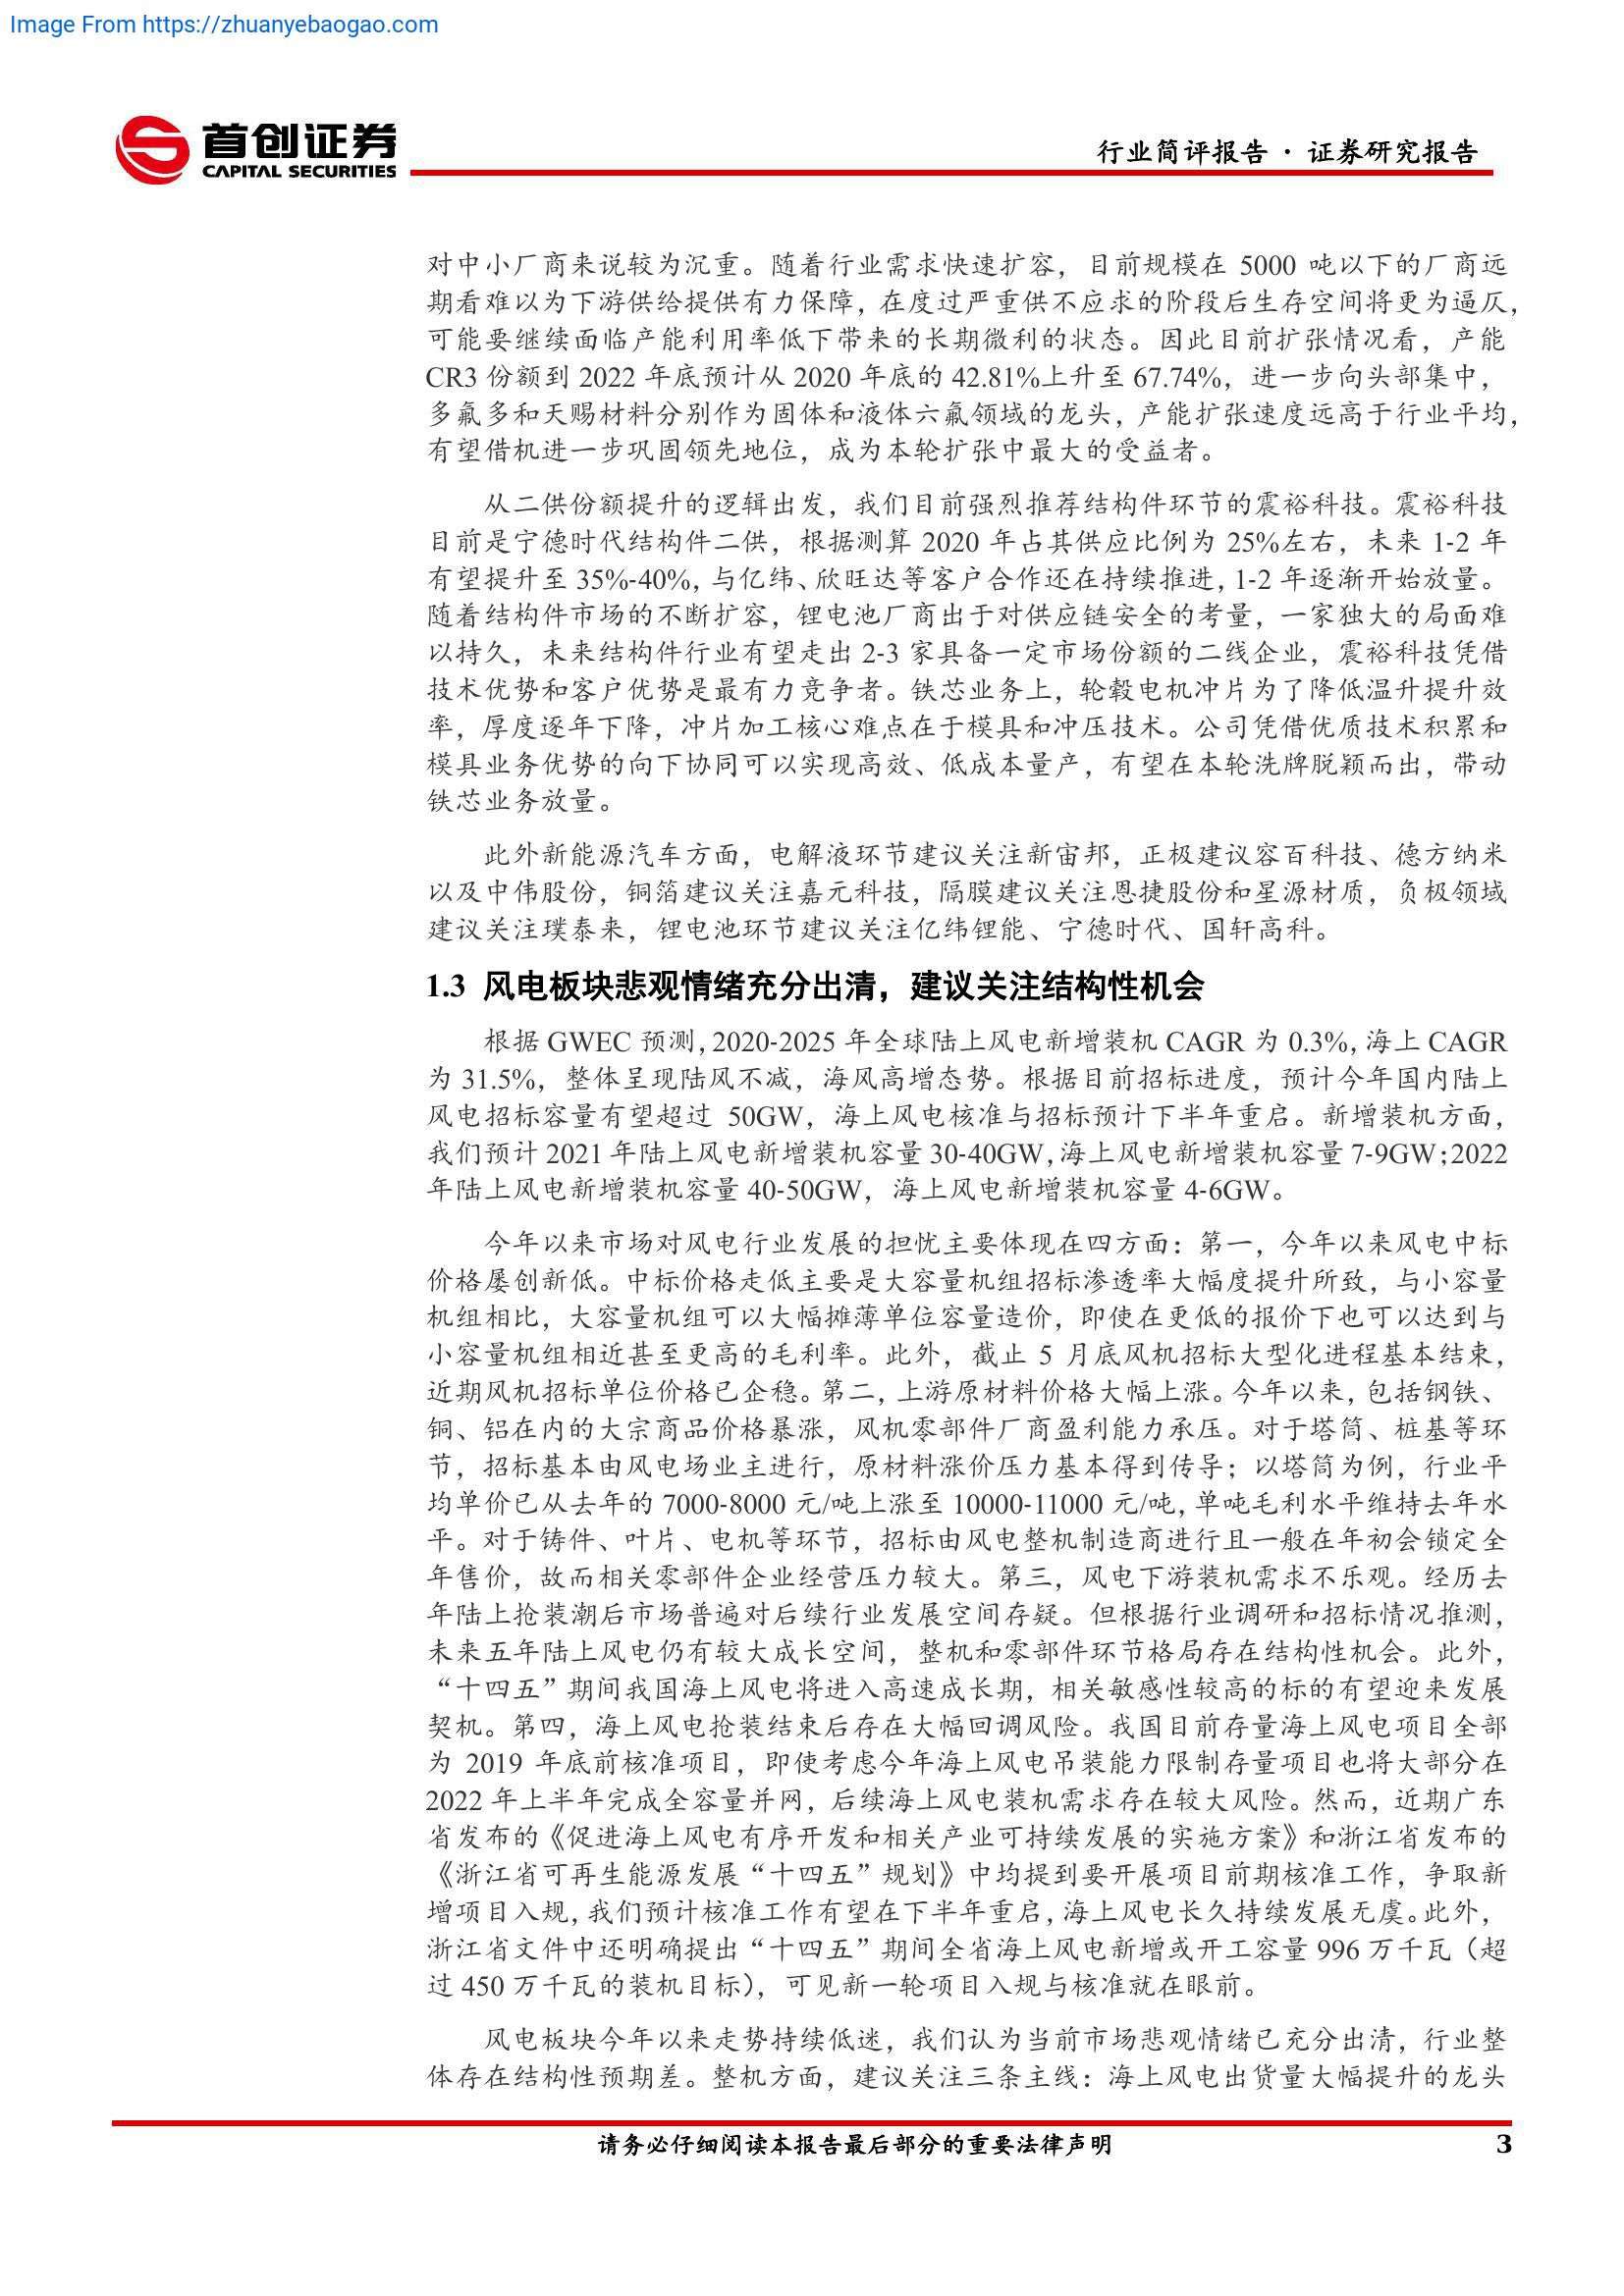 Image From https://zhuanyebaogao.com
首创证券
CAPITAL SECURITIES
行业简评报告 · 证券研究报告
对中小厂商来说较为沉重。随着行业需求快速扩容，目前规模在 5000 吨以下的厂商远
期看难以为下游供给提供有力保障，在度过严重供不应求的阶段后生存空间将更为逼仄，
可能要继续面临产能利用率低下带来的长期微利的状态。因此目前扩张情况看，产能
CR3 份额到 2022 年底预计从 2020 年底的 42.81%上升至 67.74%，进一步向头部集中，
多氟多和天赐材料分别作为固体和液体六氟领域的龙头，产能扩张速度远高于行业平均，
有望借机进一步巩固领先地位，成为本轮扩张中最大的受益者。
从二供份额提升的逻辑出发，我们目前强烈推荐结构件环节的震裕科技。震裕科技
目前是宁德时代结构件二供，根据测算 2020 年占其供应比例为 25%左右，未来 1-2 年
有望提升至 35%-40%，与亿纬、欣旺达等客户合作还在持续推进，1-2 年逐渐开始放量。
随着结构件市场的不断扩容，锂电池厂商出于对供应链安全的考量，一家独大的局面难
以持久，未来结构件行业有望走出 2-3 家具备一定市场份额的二线企业，震裕科技凭借
技术优势和客户优势是最有力竞争者。铁芯业务上，轮毂电机冲片为了降低温升提升效
率，厚度逐年下降，冲片加工核心难点在于模具和冲压技术。公司凭借优质技术积累和
模具业务优势的向下协同可以实现高效、低成本量产，有望在本轮洗牌脱颖而出，带动
铁芯业务放量。
此外新能源汽车方面，电解液环节建议关注新宙邦，正极建议容百科技、德方纳米
以及中伟股份，铜箔建议关注嘉元科技，隔膜建议关注恩捷股份和星源材质，负极领域
建议关注璞泰来，锂电池环节建议关注亿纬锂能、宁德时代、国轩高科。
1.3 风电板块悲观情绪充分出清，建议关注结构性机会
根据 GWEC 预测，2020-2025 年全球陆上风电新增装机 CAGR 为 0.3%，海上 CAGR
为 31.5%，整体呈现陆风不减，海风高增态势。根据目前招标进度，预计今年国内陆上
风电招标容量有望超过 50GW，海上风电核准与招标预计下半年重启。新增装机方面，
我们预计 2021 年陆上风电新增装机容量 30-40GW，海上风电新增装机容量 7-9GW；2022
年陆上风电新增装机容量 40-50GW，海上风电新增装机容量 4-6GW。
今年以来市场对风电行业发展的担忧主要体现在四方面：第一，今年以来风电中标
价格屡创新低。中标价格走低主要是大容量机组招标渗透率大幅度提升所致，与小容量
机组相比，大容量机组可以大幅摊薄单位容量造价，即使在更低的报价下也可以达到与
小容量机组相近甚至更高的毛利率。此外，截止 5 月底风机招标大型化进程基本结束，
近期风机招标单位价格已企稳。第二，上游原材料价格大幅上涨。今年以来，包括钢铁、
铜、铝在内的大宗商品价格暴涨，风机零部件厂商盈利能力承压。对于塔筒、桩基等环
节，招标基本由风电场业主进行，原材料涨价压力基本得到传导；以塔筒为例，行业平
均单价已从去年的 7000-8000 元/吨上涨至 10000-11000 元/吨，单吨毛利水平维持去年水
平。对于铸件、叶片、电机等环节，招标由风电整机制造商进行且一般在年初会锁定全
年售价，故而相关零部件企业经营压力较大。第三，风电下游装机需求不乐观。经历去
年陆上抢装潮后市场普遍对后续行业发展空间存疑。但根据行业调研和招标情况推测，
未来五年陆上风电仍有较大成长空间，整机和零部件环节格局存在结构性机会。此外，
“十四五”期间我国海上风电将进入高速成长期，相关敏感性较高的标的有望迎来发展
契机。第四，海上风电抢装结束后存在大幅回调风险。我国目前存量海上风电项目全部
为 2019 年底前核准项目，即使考虑今年海上风电吊装能力限制存量项目也将大部分在
2022 年上半年完成全容量并网，后续海上风电装机需求存在较大风险。然而，近期广东
省发布的《促进海上风电有序开发和相关产业可持续发展的实施方案》和浙江省发布的
《浙江省可再生能源发展“十四五”规划》中均提到要开展项目前期核准工作，争取新
增项目入规，我们预计核准工作有望在下半年重启，海上风电长久持续发展无虞。此外，
浙江省文件中还明确提出“十四五”期间全省海上风电新增或开工容量 996 万千瓦（超
过 450 万千瓦的装机目标），可见新一轮项目入规与核准就在眼前。
风电板块今年以来走势持续低迷，我们认为当前市场悲观情绪已充分出清，行业整
体存在结构性预期差。整机方面，建议关注三条主线：海上风电出货量大幅提升的龙头
请务必仔细阅读本报告最后部分的重要法律声明
3